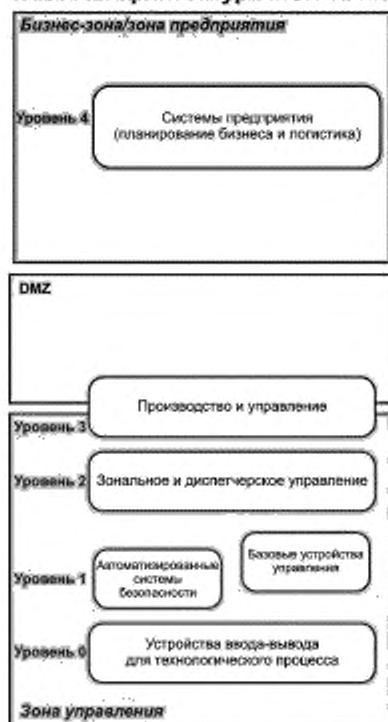 Бизнес-зона/зона предприятия
Уровень 4
Системы предприятия
(планирование бизнеса и логистика)
DMZ
Производство и управление
Уровень 3
Уровень 2
Зональное и диспетчерское управление
Базовые устройства
управления
Автоматизированные
системы
безопасности
Уровень 1
Устройства ввода-вывода
для технологического процесса
Уровень 0
Зона управления